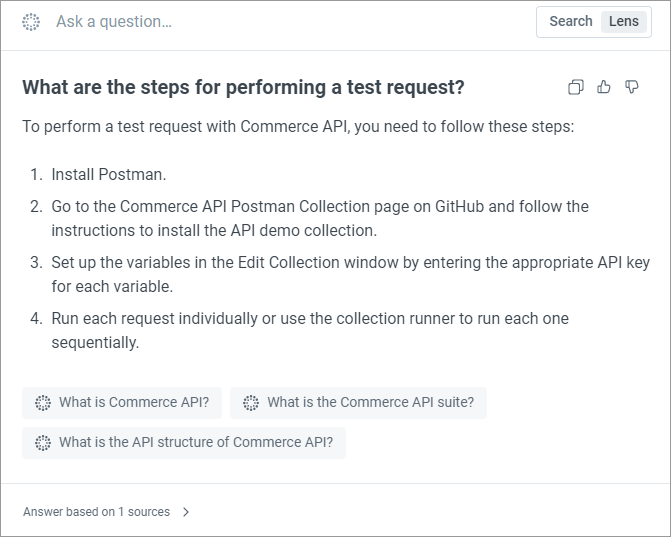 Ask a question...
Search Lens
What are the steps for performing a test request?
To perform a test request with Commerce API, you need to follow these steps:
1. Install Postman.
2. Go to the Commerce API Postman Collection page on GitHub and follow the
instructions to install the API demo collection.
3. Set up the variables in the Edit Collection window by entering the appropriate API key
for each variable.
4. Run each request individually or use the collection runner to run each one
sequentially.
What is Commerce API? What is the Commerce API suite?
What is the API structure of Commerce API?
Answer based on 1 sources